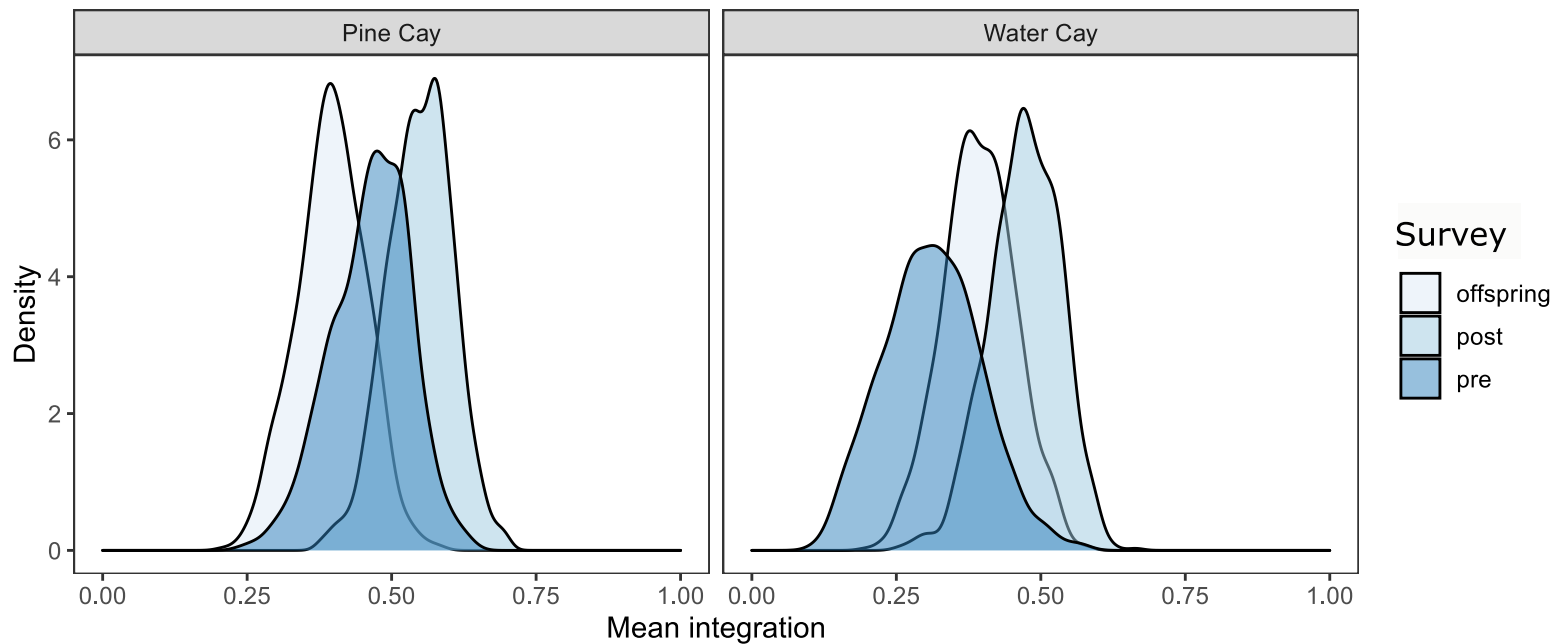 Pine Cay
Water Cay
Density
6
4
2
0
0.00 0.25 0.50 0.75 1.00
0.00 0.25 0.50 0.75 1.00
Mean integration
Survey
offspring
post
pre